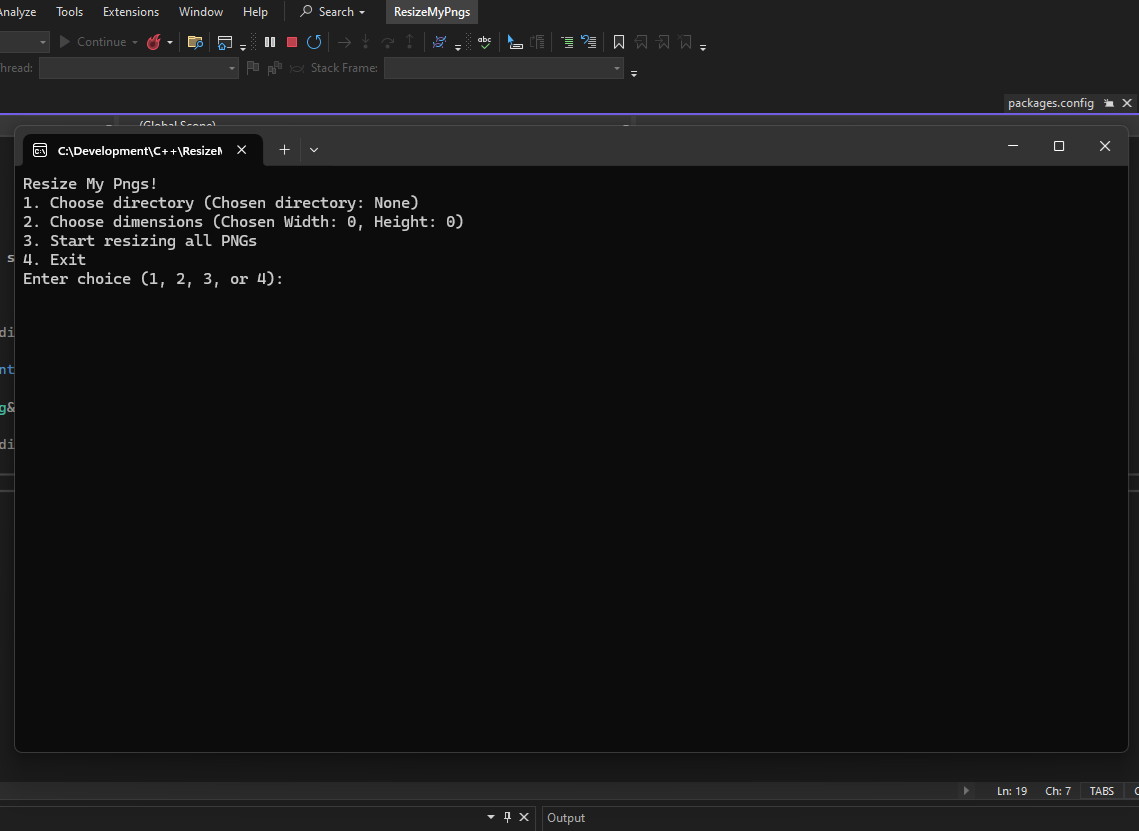 Analyze Tools Extensions Window Help Search ResizeMyPngs
Continue
Thread: Stack Frame:
packages.config
(Global Scope)
C:\Development\C++\ResizeM
Resize My Pngs!
1. Choose directory (Chosen directory: None)
2. Choose dimensions (Chosen Width: 0, Height: 0)
3. Start resizing all PNGs
4. Exit
Enter choice (1, 2, 3, or 4):
s
di
nt
g&
di
Ln: 19 Ch: 7 TABS
Output